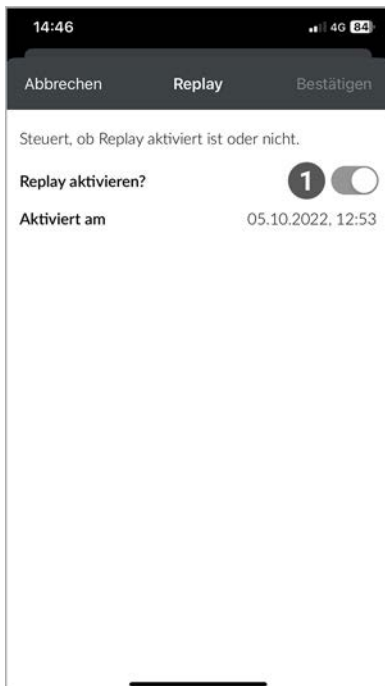 14:46 4G 84
Abbrechen Replay Bestätigen
Steuert, ob Replay aktiviert ist oder nicht.
Replay aktivieren? 1
Aktiviert am 05.10.2022, 12:53